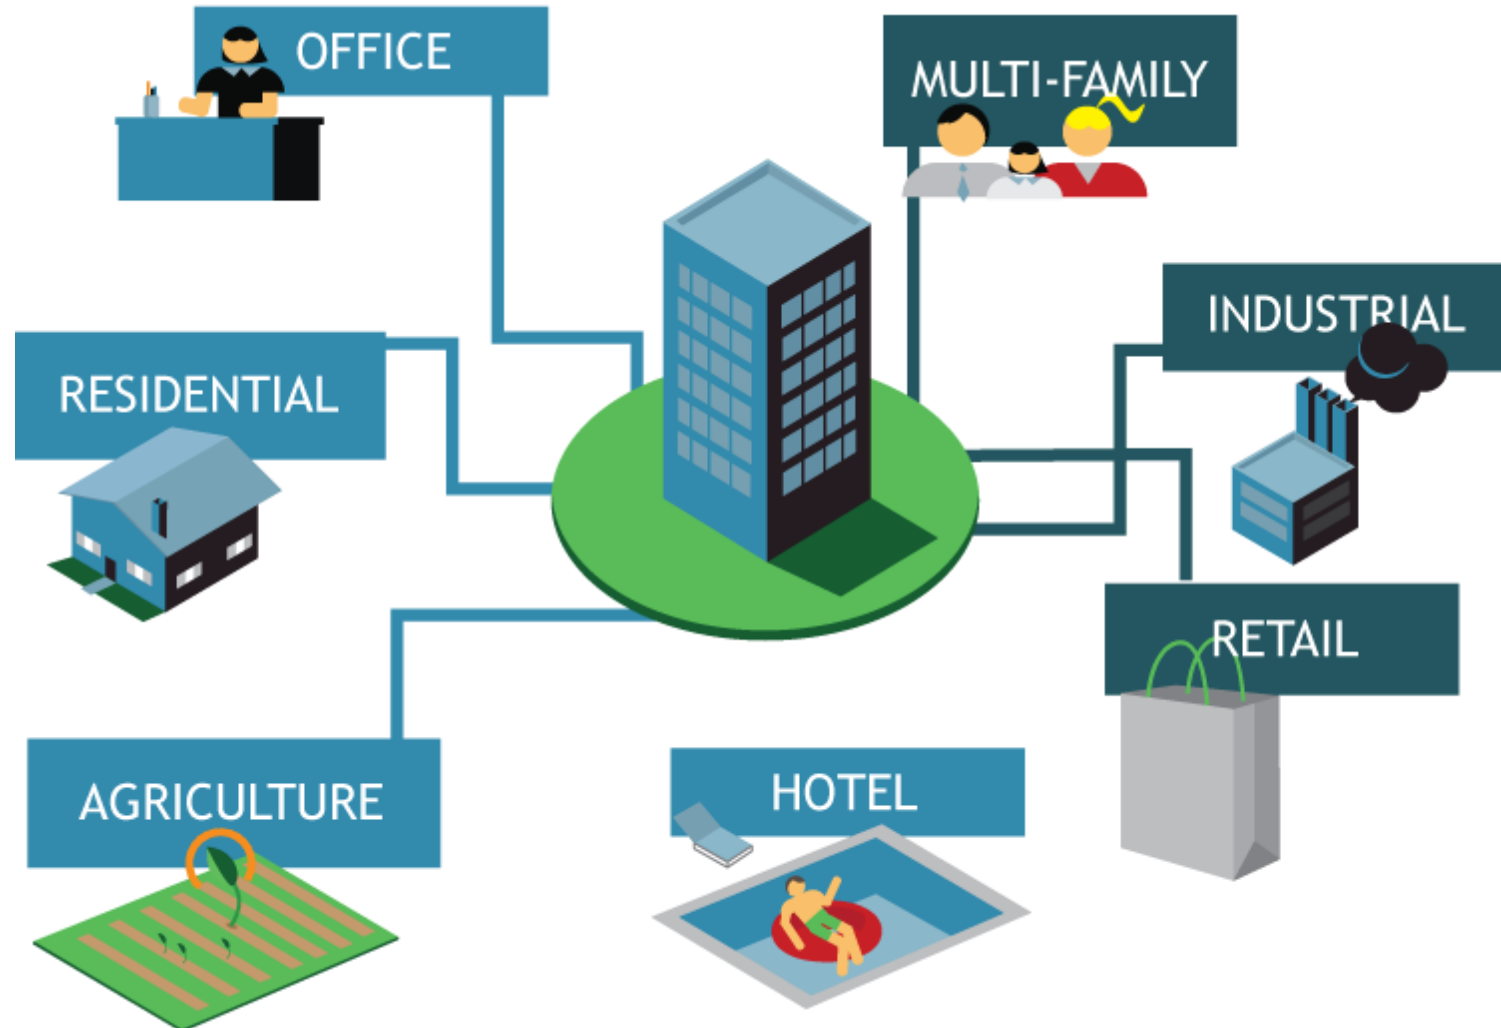 OFFICE
MULTI-FAMILY
INDUSTRIAL
RESIDENTIAL
RETAIL
AGRICULTURE
HOTEL